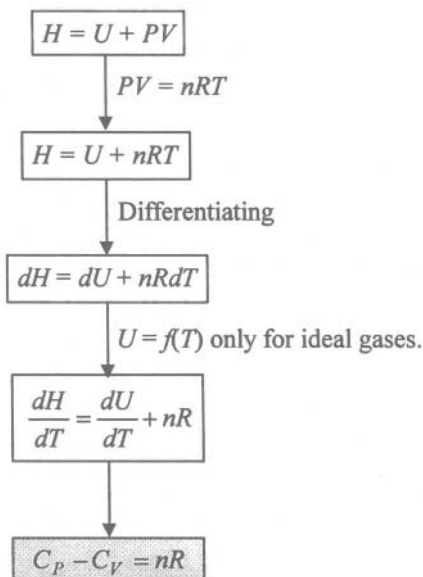 H = U + PV
PV = nRT
H = U + nRT
Differentiating
dH = dU + nRdT
U = f(T) only for ideal gases.
dH/dT = dU/dT + nR
C_P − C_V = nR